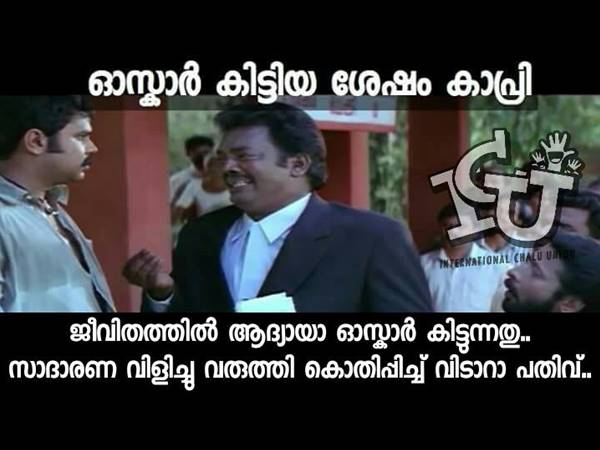 ഓസ്കാർ കിട്ടിയ ശേഷം കാപ്രി
ICU
INTERNATIONAL CHALU UNION
ജീവിതത്തിൽ ആദ്യായാ ഓസ്കാർ കിട്ടുന്നതു..
സാദാരണ വിളിച്ചു വരുത്തി കൊതിപ്പിച്ച് വിടാറാ പതിവ്..